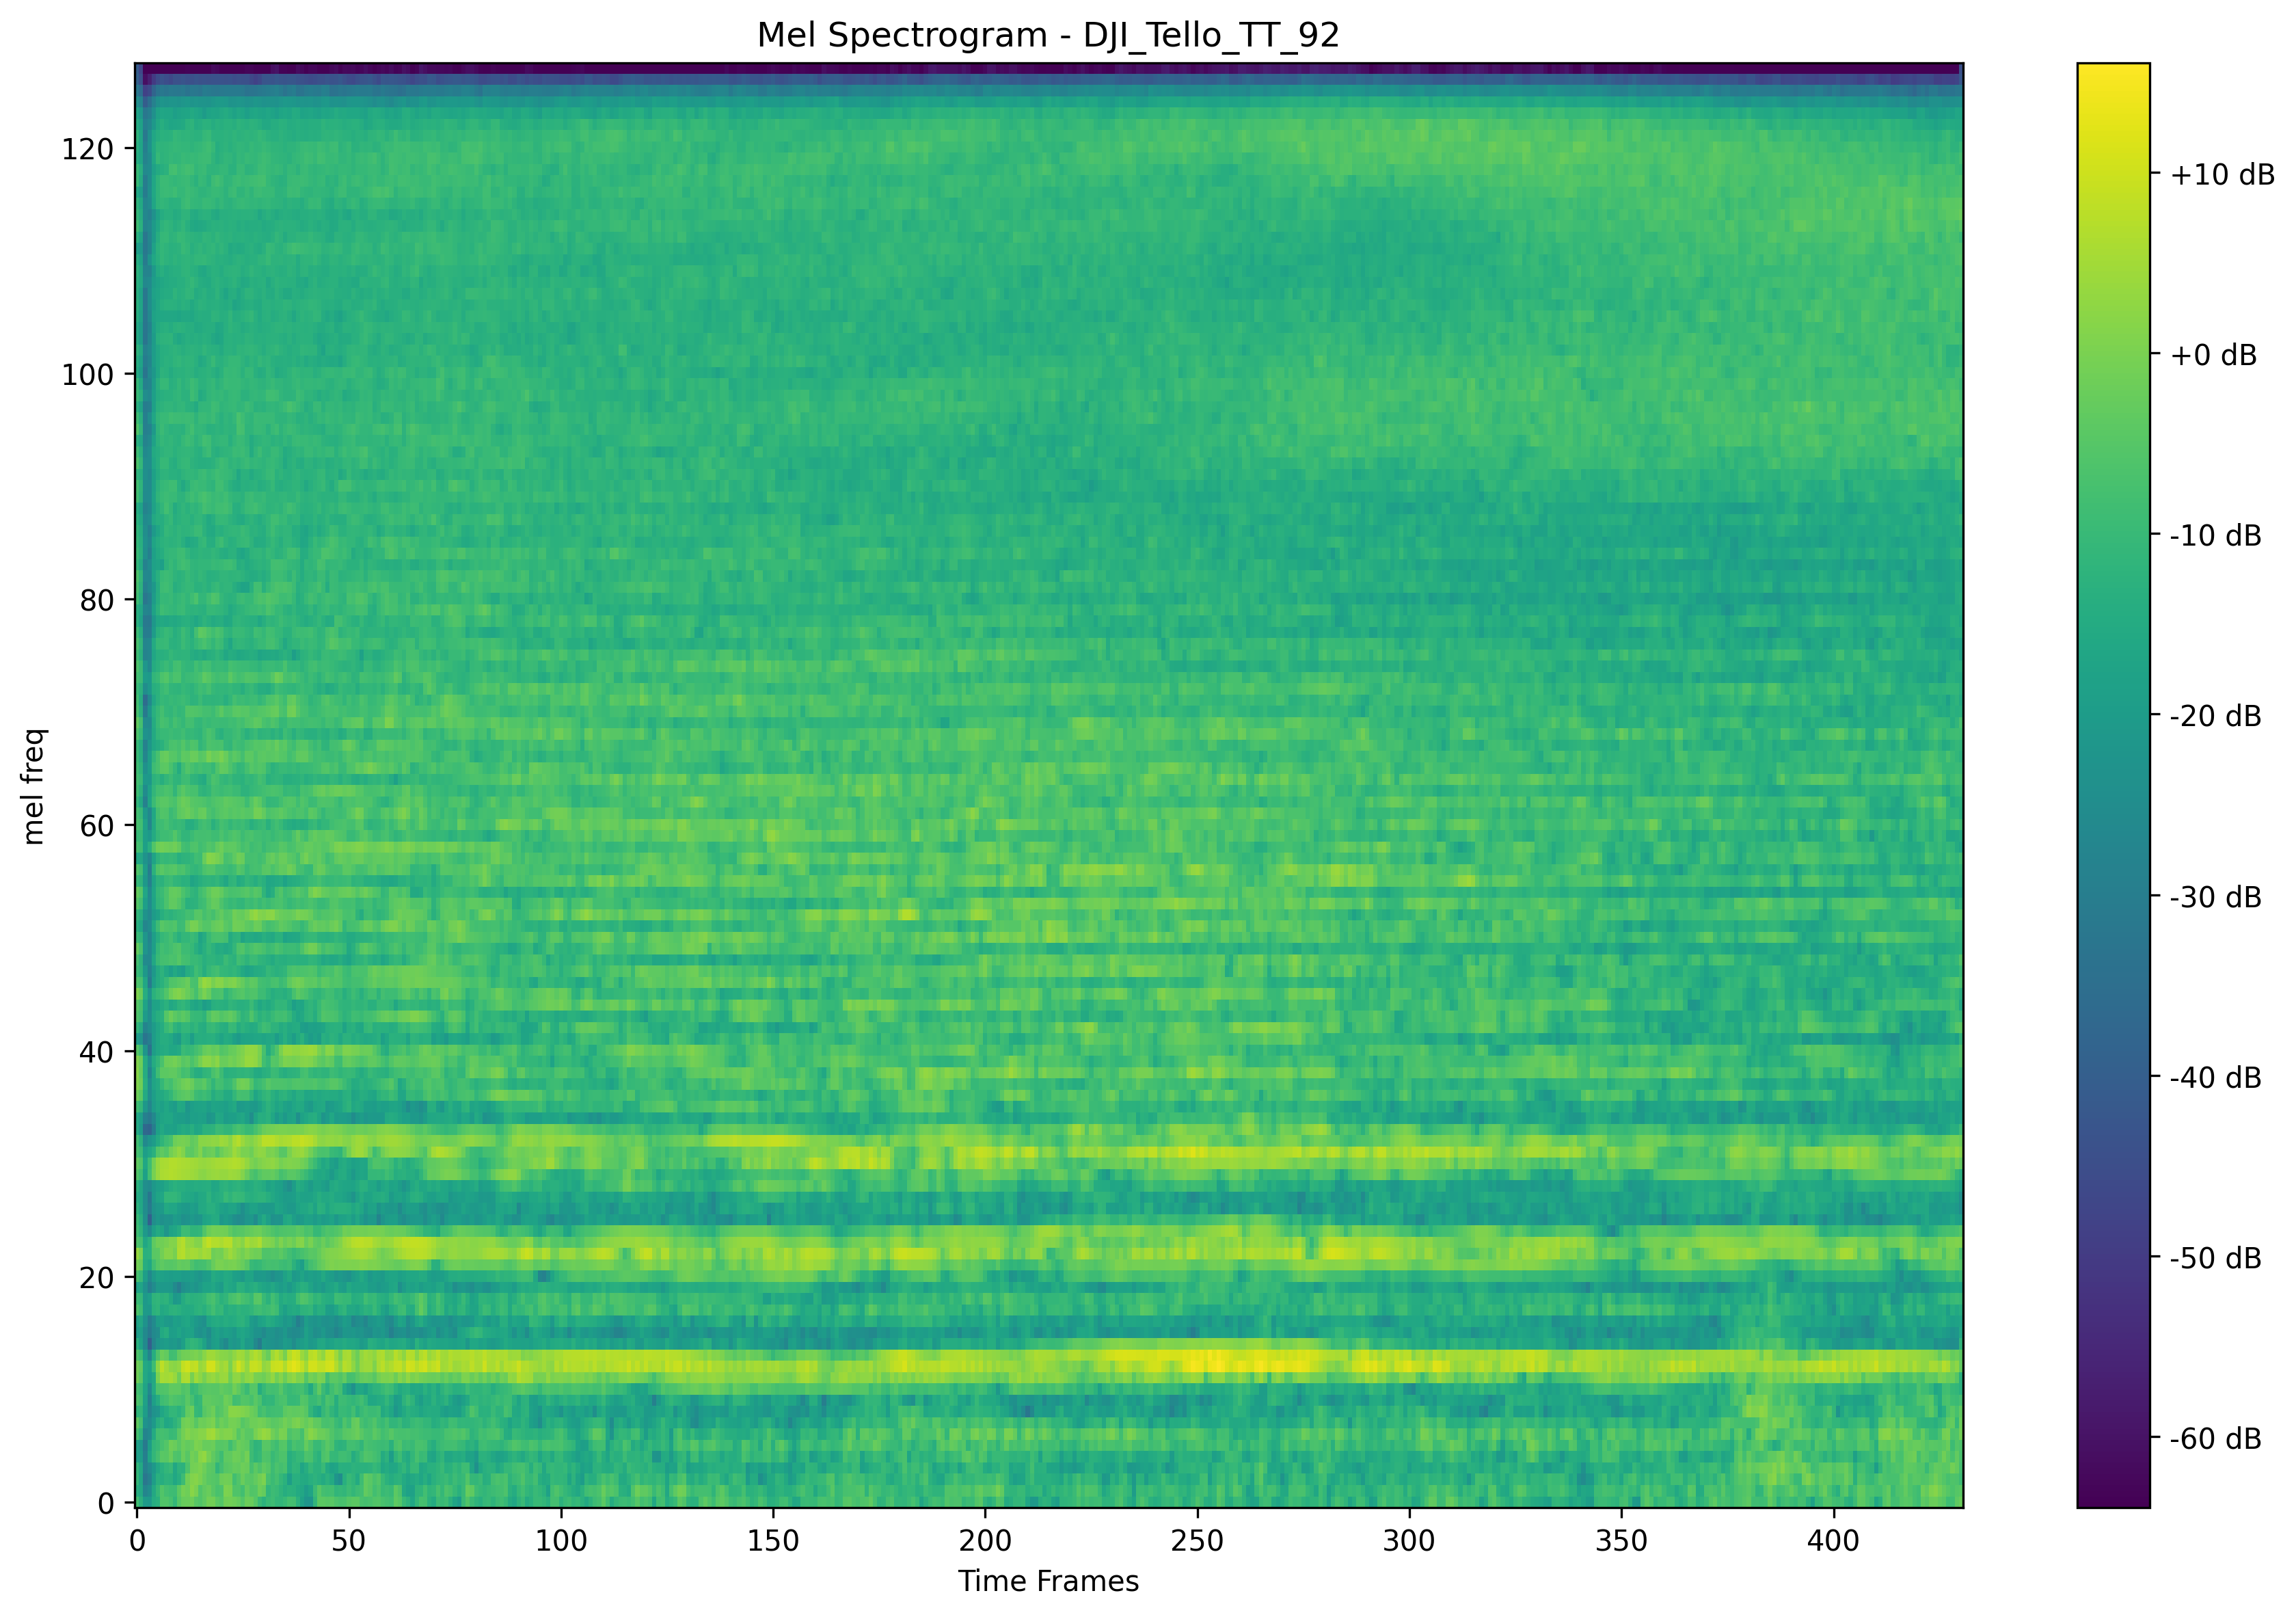 Mel Spectrogram - DJI_Tello_TT_92
mel freq
120
100
80
60
40
20
0
0 50 100 150 200 250 300 350 400
Time Frames
+10 dB
+0 dB
-10 dB
-20 dB
-30 dB
-40 dB
-50 dB
-60 dB